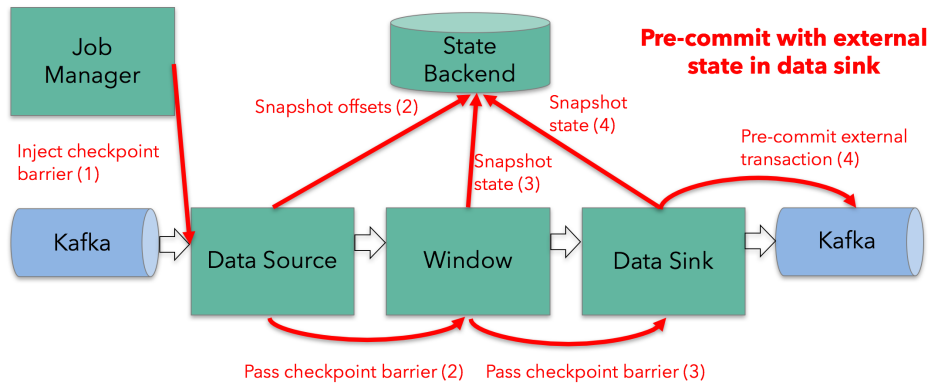 Job
Manager
State
Backend
Pre-commit with external
state in data sink
Snapshot offsets (2)
Snapshot
state (4)
Inject checkpoint
barrier (1)
Snapshot
state (3)
Pre-commit external
transaction (4)
Kafka
Data Source
Window
Data Sink
Kafka
Pass checkpoint barrier (2)
Pass checkpoint barrier (3)